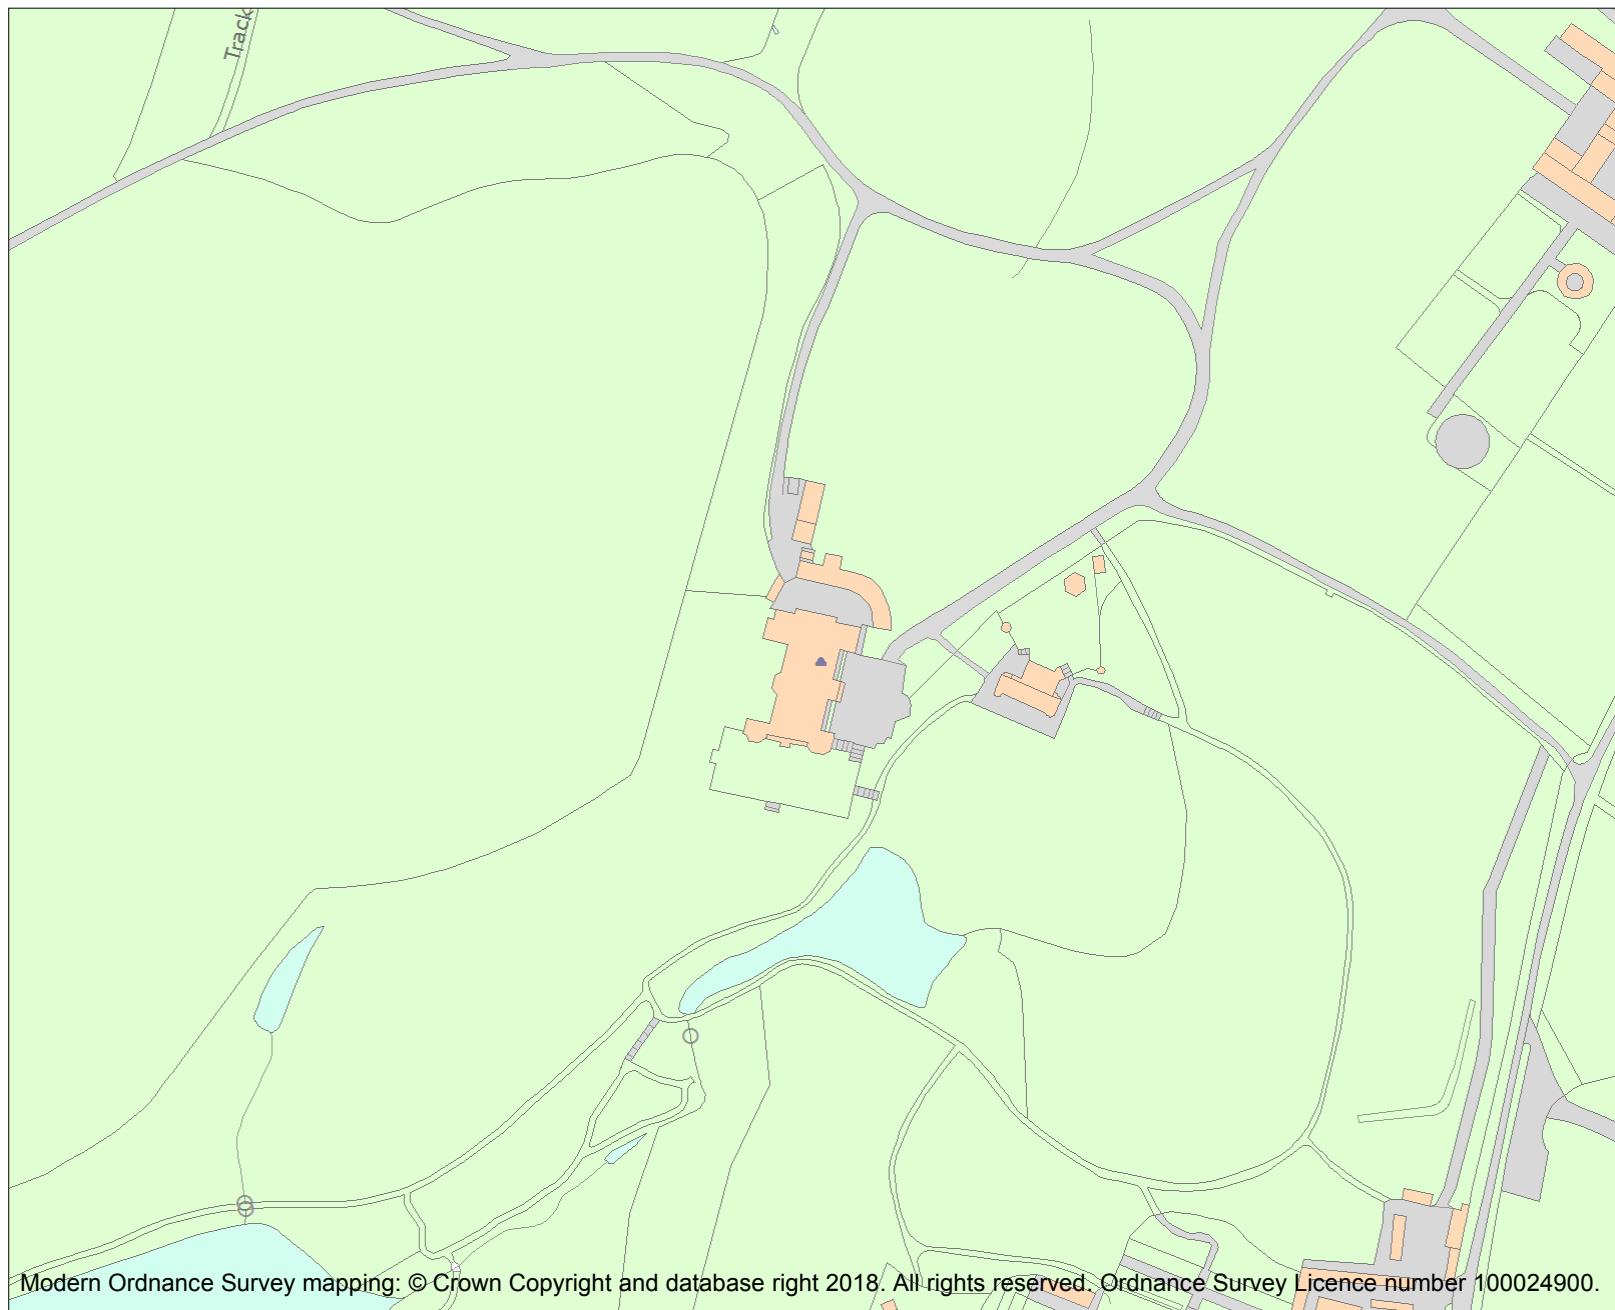 Track
Modern Ordnance Survey mapping: © Crown Copyright and database right 2018. All rights reserved. Ordnance Survey Licence number 100024900.